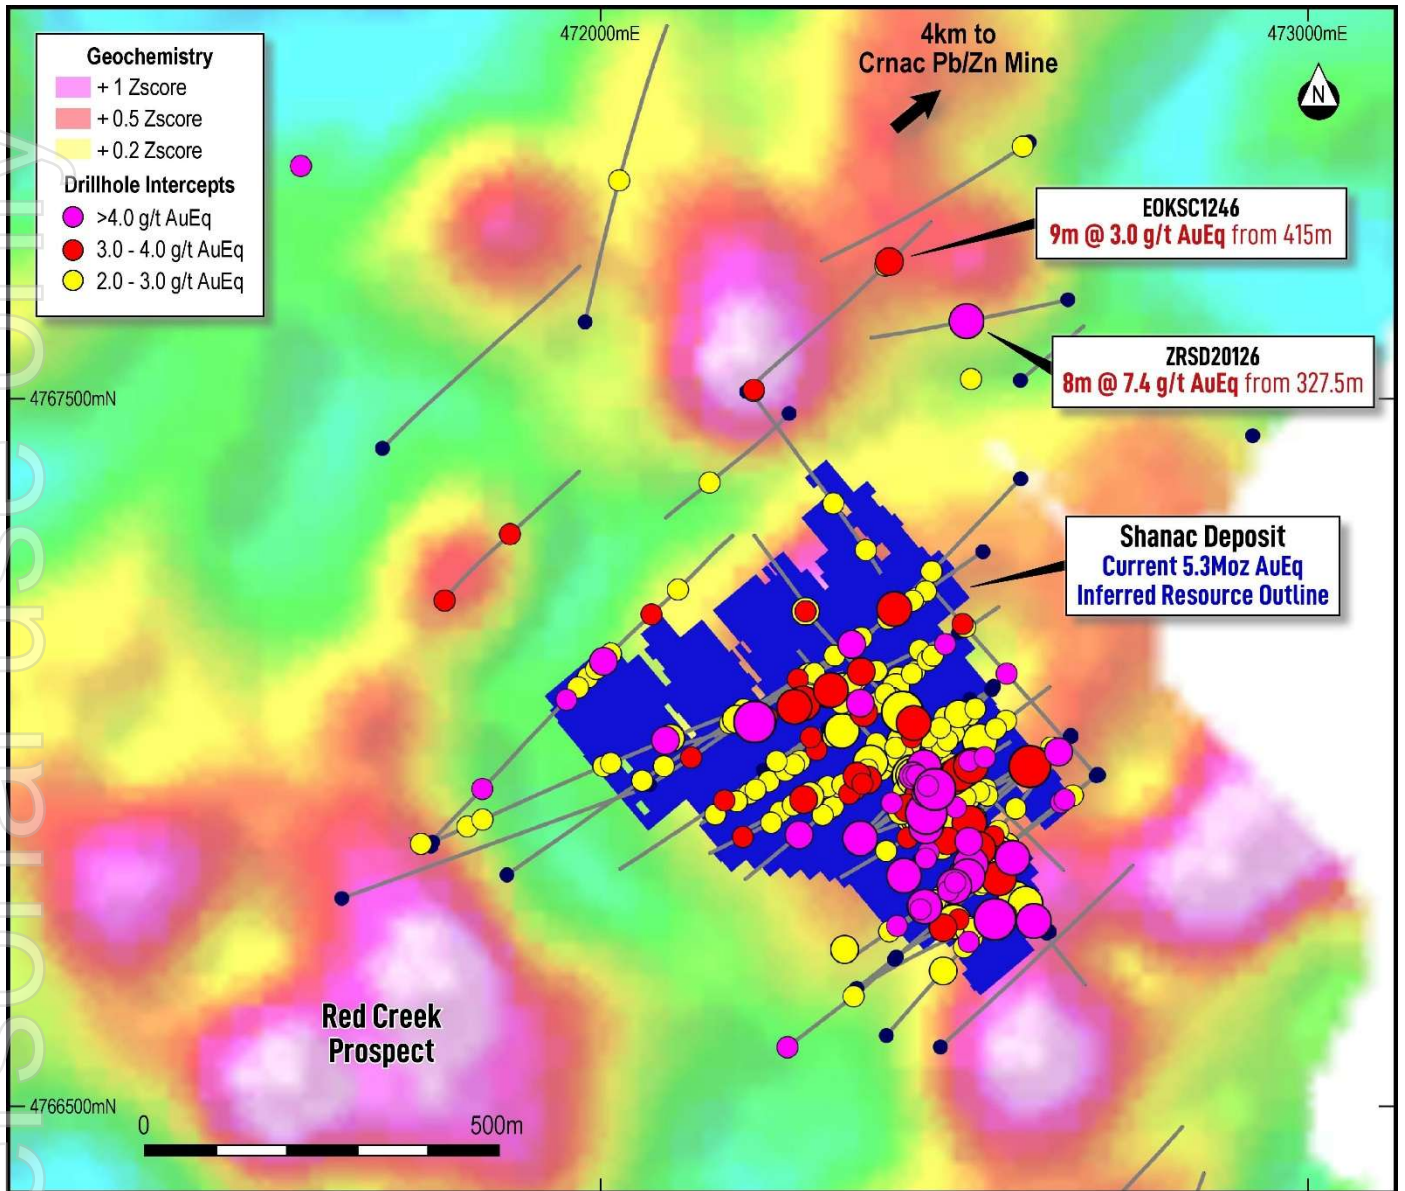 472000mE
473000mE
4km to
Crnac Pb/Zn Mine
N
Geochemistry
+ 1 Zscore
+ 0.5 Zscore
+ 0.2 Zscore
Drillhole Intercepts
>4.0 g/t AuEq
3.0 - 4.0 g/t AuEq
2.0 - 3.0 g/t AuEq
EOKSC1246
9m @ 3.0 g/t AuEq from 415m
ZRSD20126
8m @ 7.4 g/t AuEq from 327.5m
4767500mN
Shanac Deposit
Current 5.3Moz AuEq
Inferred Resource Outline
Red Creek
Prospect
4766500mN
0 500m